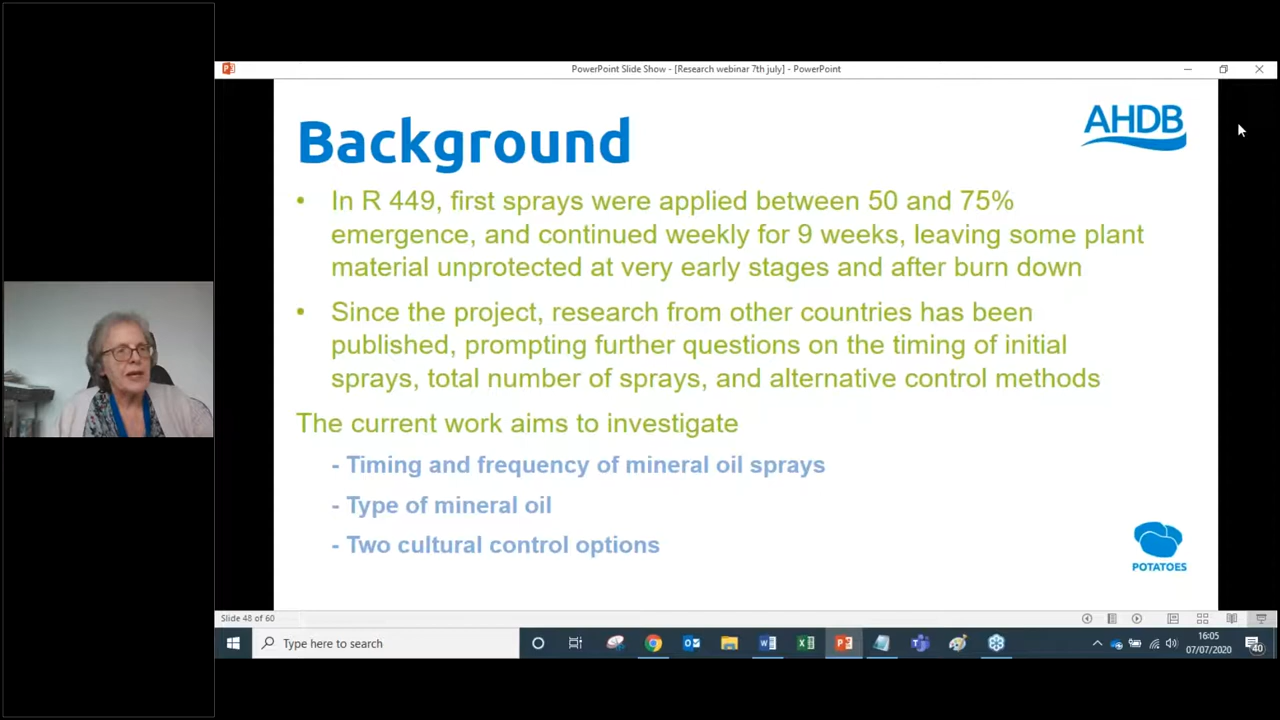 PowerPoint Slide Show - [Research webinar 7th july] - PowerPoint
Background
AHDB
• In R 449, first sprays were applied between 50 and 75%
emergence, and continued weekly for 9 weeks, leaving some plant
material unprotected at very early stages and after burn down
• Since the project, research from other countries has been
published, prompting further questions on the timing of initial
sprays, total number of sprays, and alternative control methods
The current work aims to investigate
- Timing and frequency of mineral oil sprays
- Type of mineral oil
- Two cultural control options
POTATOES
Slide 48 of 60
Type here to search
16:05
07/07/2020
40